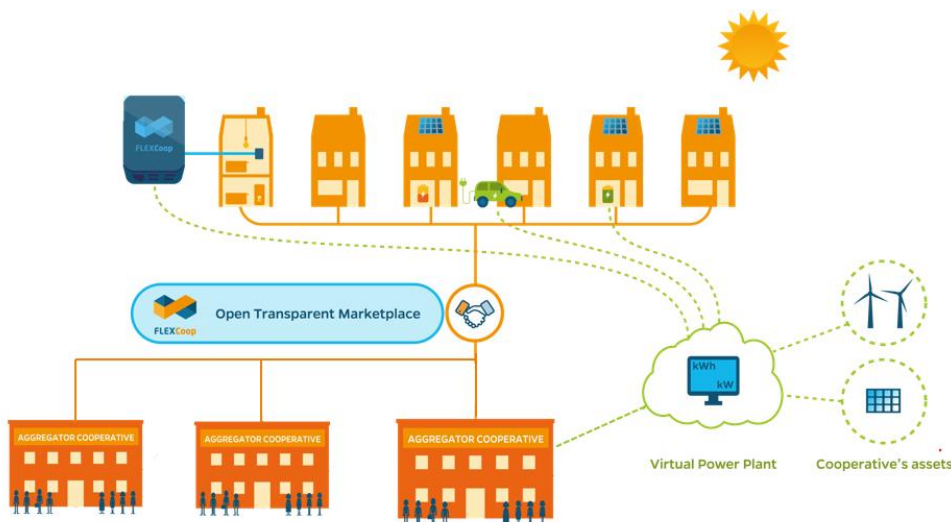 FLEXCoop
FLEXCoop
Open Transparent Marketplace
kWh
kW
AGGREGATOR COOPERATIVE
AGGREGATOR COOPERATIVE
AGGREGATOR COOPERATIVE
Virtual Power Plant
Cooperative's assets